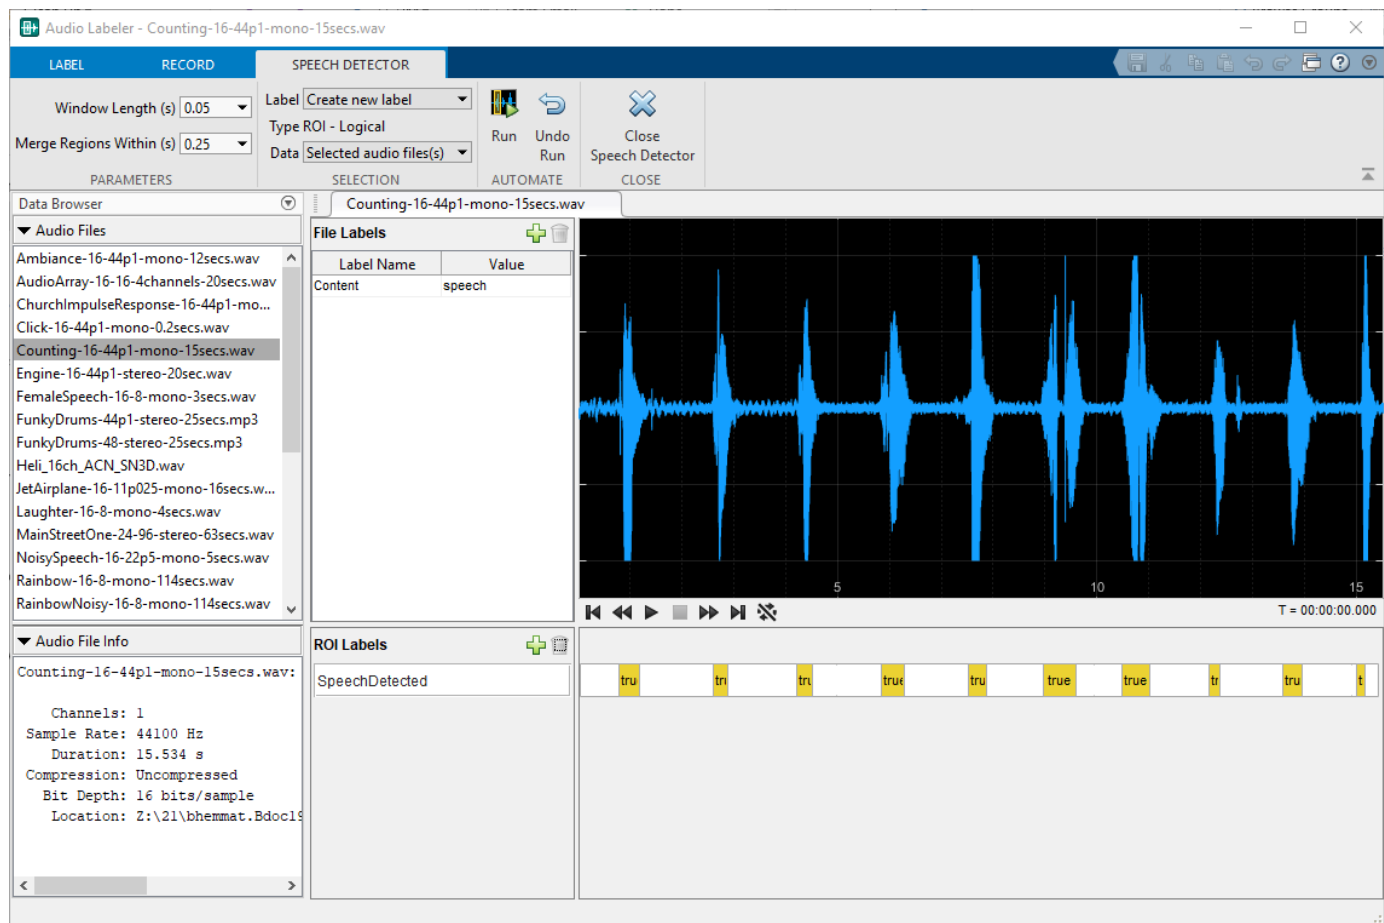 Audio Labeler - Counting-16-44p1-mono-15secs.wav
LABEL
RECORD
SPEECH DETECTOR
Window Length (s) 0.05
Merge Regions Within (s) 0.25
PARAMETERS
Label Create new label
Type ROI - Logical
Data Selected audio files(s)
SELECTION
Run
Undo
Run
AUTOMATE
Close
Speech Detector
CLOSE
Data Browser
Audio Files
Ambiance-16-44p1-mono-12secs.wav
AudioArray-16-16-4channels-20secs.wav
ChurchImpulseResponse-16-44p1-mo...
Click-16-44p1-mono-0.2secs.wav
Counting-16-44p1-mono-15secs.wav
Engine-16-44p1-stereo-20sec.wav
FemaleSpeech-16-8-mono-3secs.wav
FunkyDrums-44p1-stereo-25secs.mp3
FunkyDrums-48-stereo-25secs.mp3
Heli_16ch_ACN_SN3D.wav
JetAirplane-16-11p025-mono-16secs.w...
Laughter-16-8-mono-4secs.wav
MainStreetOne-24-96-stereo-63secs.wav
NoisySpeech-16-22p5-mono-5secs.wav
Rainbow-16-8-mono-114secs.wav
RainbowNoisy-16-8-mono-114secs.wav
Audio File Info
Counting-16-44p1-mono-15secs.wav:
Channels: 1
Sample Rate: 44100 Hz
Duration: 15.534 s
Compression: Uncompressed
Bit Depth: 16 bits/sample
Location: Z:\21\bhemmat.Bdoc19
Counting-16-44p1-mono-15secs.wav
File Labels
Label Name Value
Content speech
5 10 15
T = 00:00:00.000
ROI Labels
SpeechDetected
tru tri tru true tru true true tr tru t